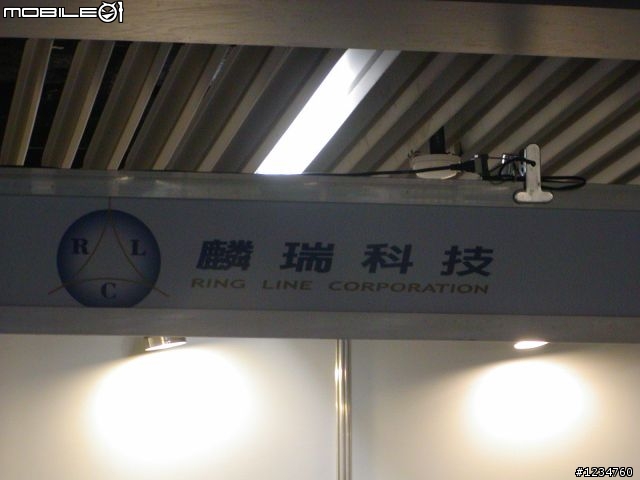 MOBILE01
R L
C
麟瑞科技
RING LINE CORPORATION
#1234760